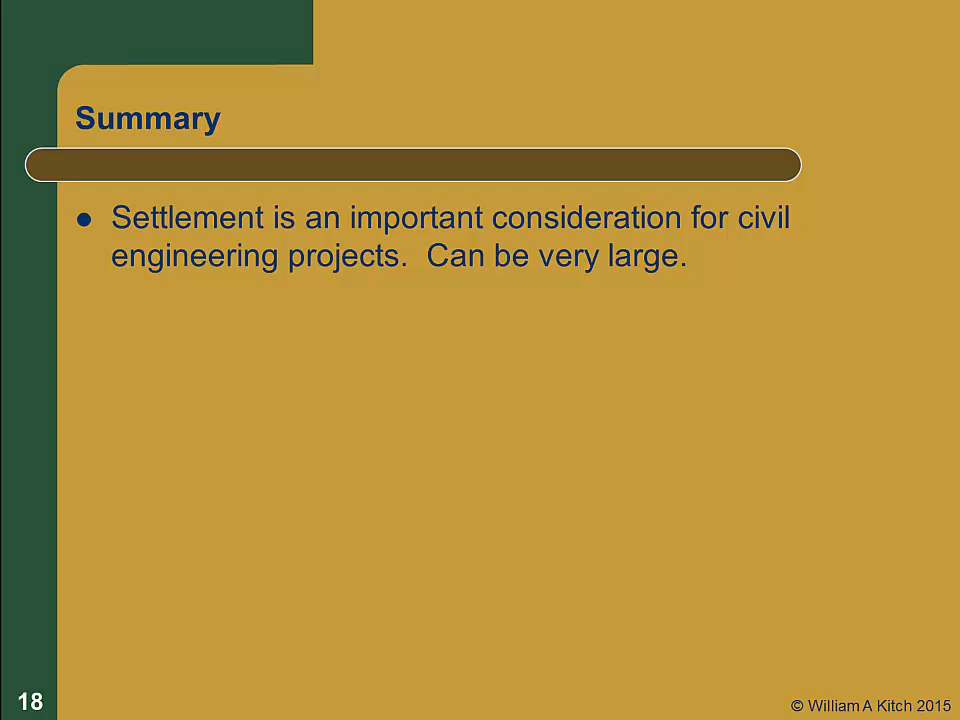 Summary
● Settlement is an important consideration for civil
engineering projects.  Can be very large.
18
© William A Kitch 2015